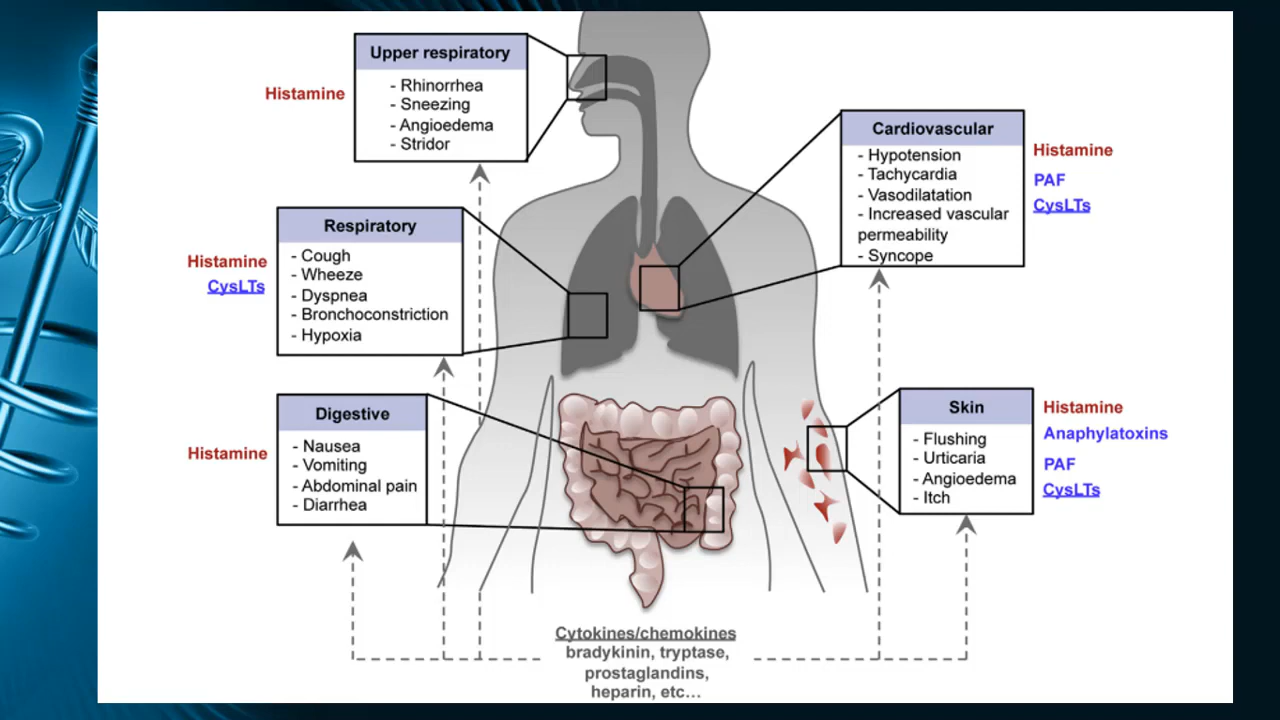 Upper respiratory
- Rhinorrhea
- Sneezing
- Angioedema
- Stridor
Histamine
Cardiovascular
- Hypotension
- Tachycardia
- Vasodilatation
- Increased vascular
permeability
- Syncope
Histamine
PAF
CysLTs
Respiratory
- Cough
- Wheeze
- Dyspnea
- Bronchoconstriction
- Hypoxia
Histamine
CysLTs
Digestive
- Nausea
- Vomiting
- Abdominal pain
- Diarrhea
Histamine
Skin
- Flushing
- Urticaria
- Angioedema
- Itch
Histamine
Anaphylatoxins
PAF
CysLTs
Cytokines/chemokines
bradykinin, tryptase,
prostaglandins,
heparin, etc...